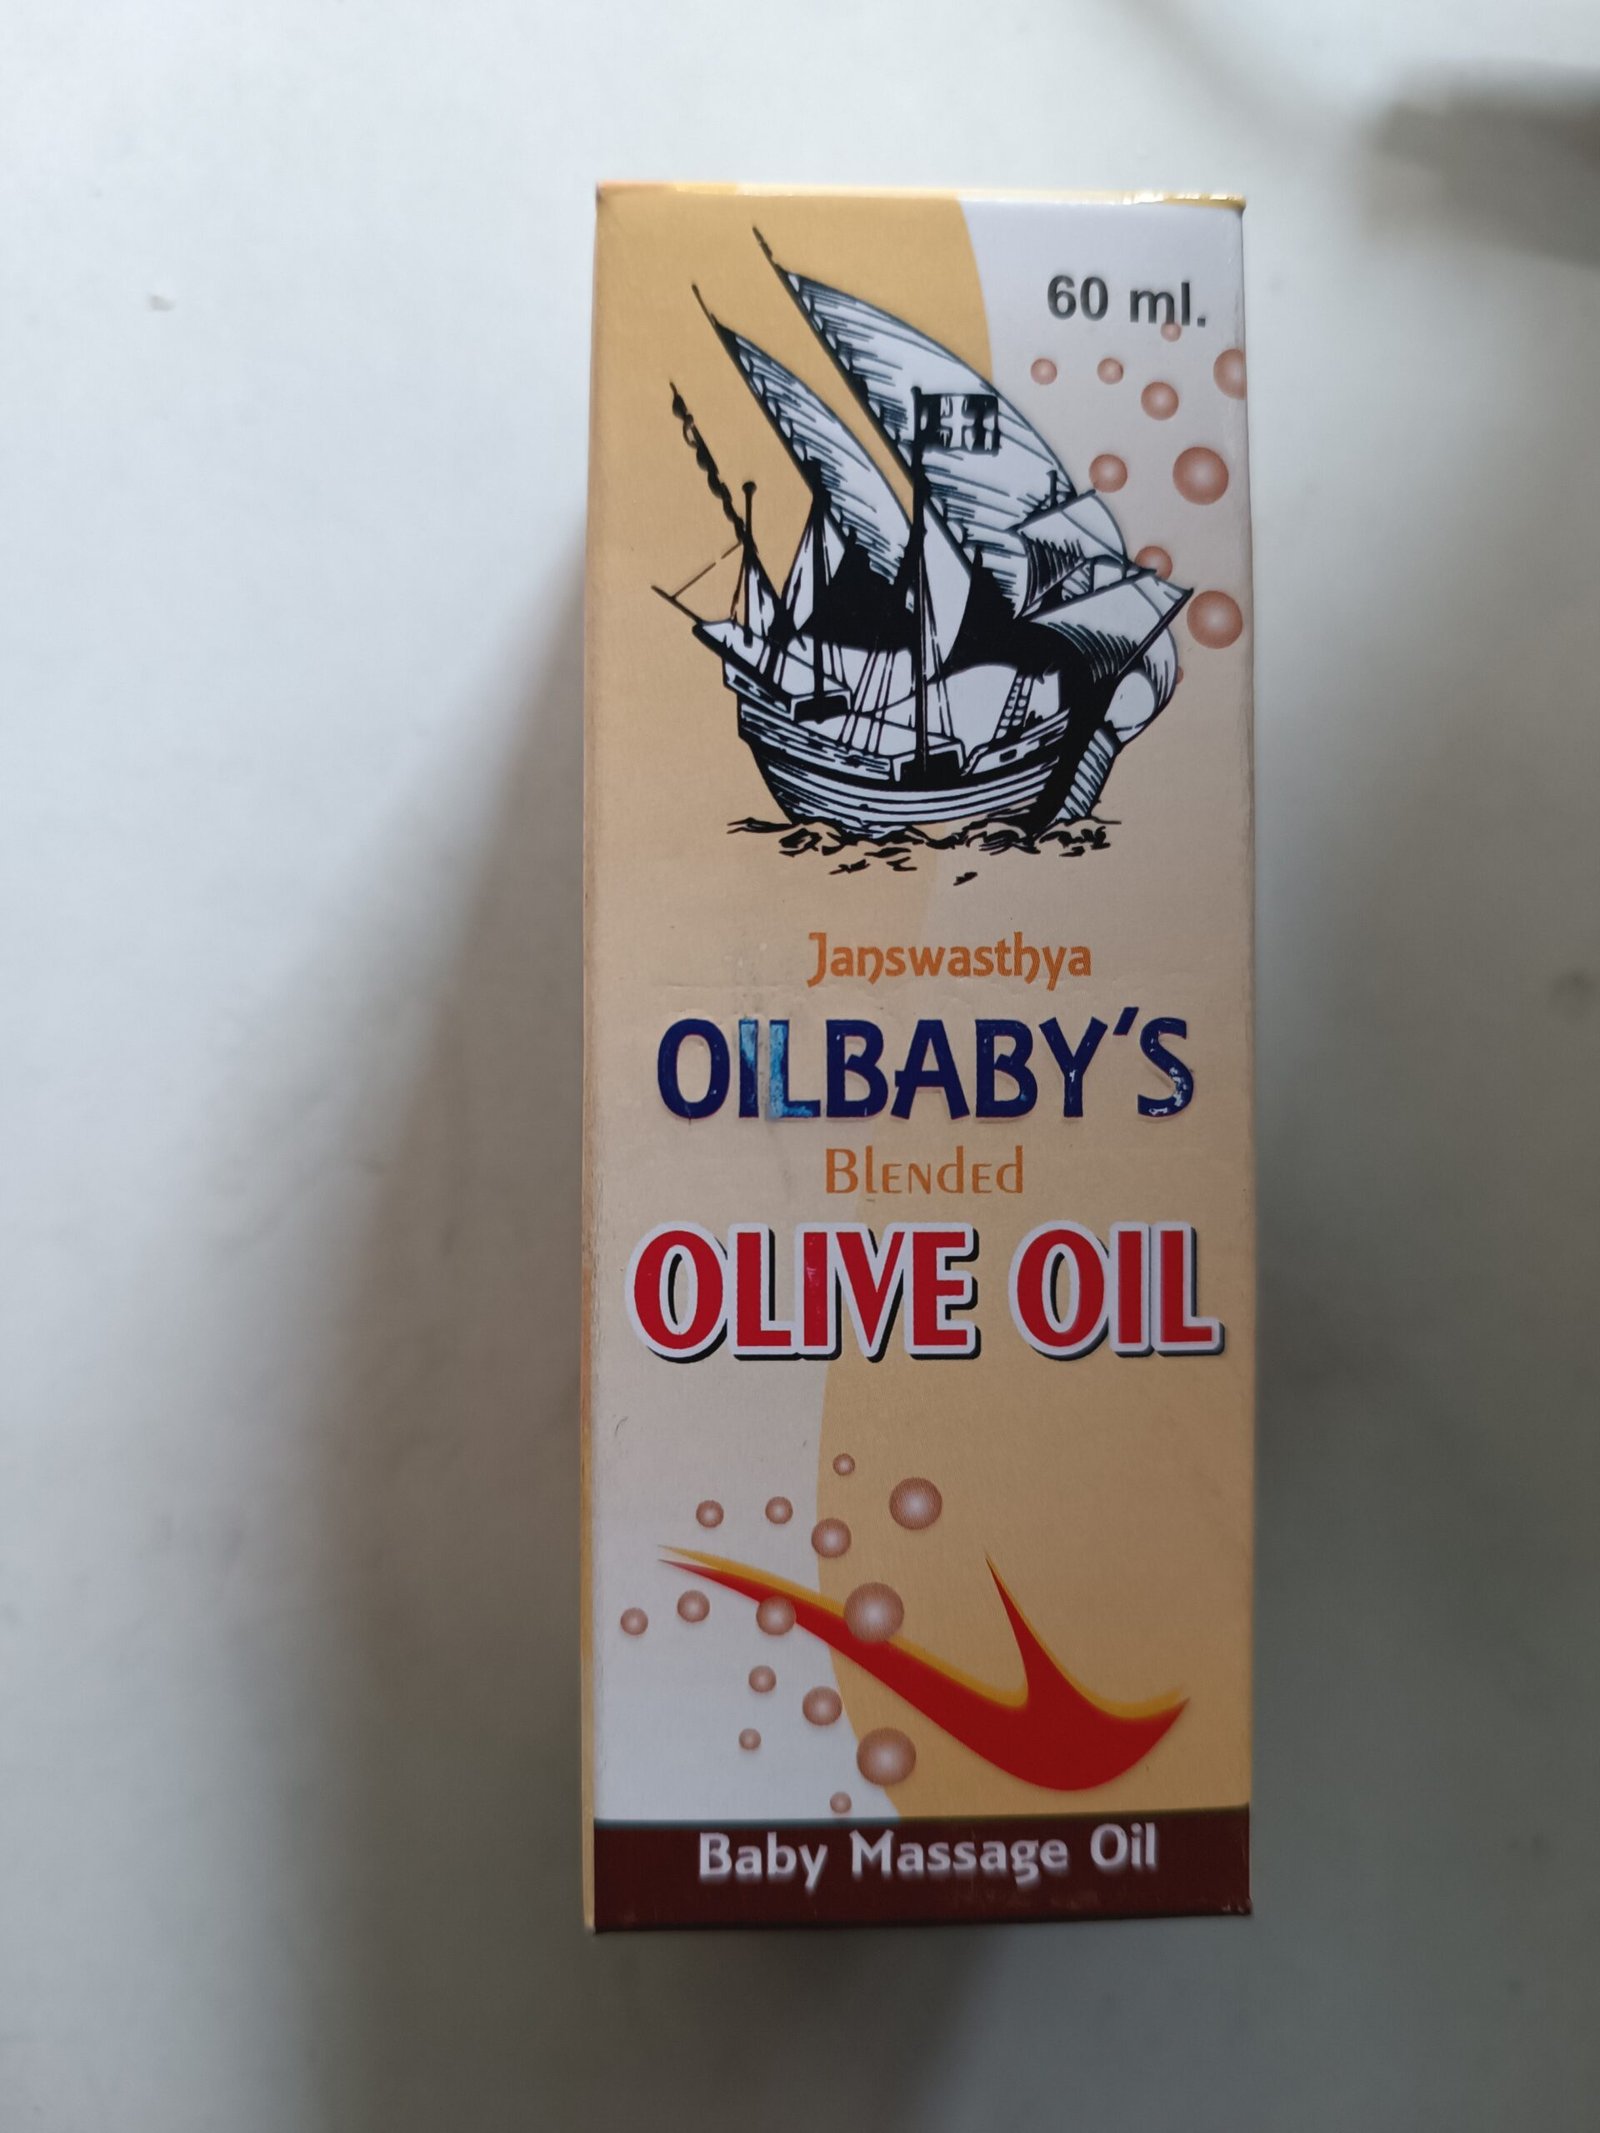 60 ml.
Janswasthya
OILBABY'S
Blended
OLIVE OIL
Baby Massage Oil